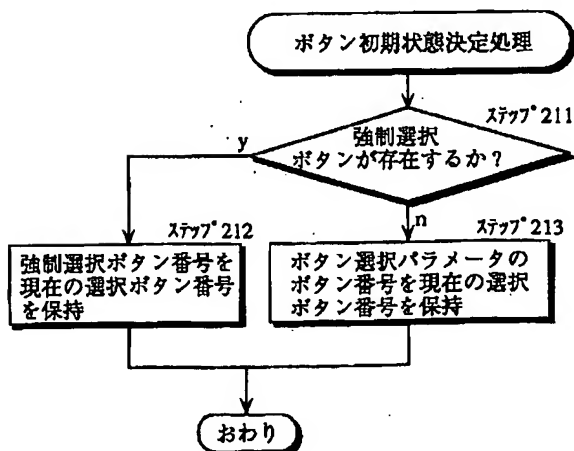 ボタン初期状態決定処理
ステップ211
強制選択
ボタンが存在するか？
y
n
ステップ212
強制選択ボタン番号を
現在の選択ボタン番号
を保持
ステップ213
ボタン選択パラメータの
ボタン番号を現在の選択
ボタン番号を保持
おわり